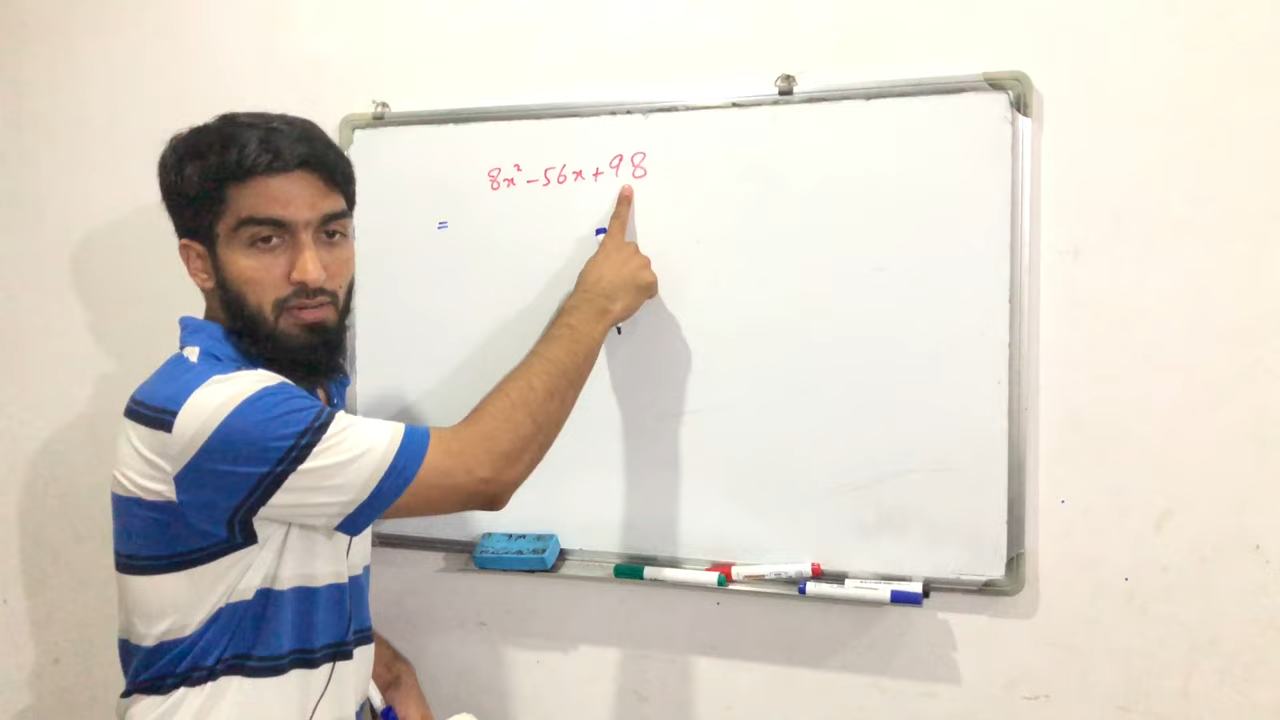 8x² - 56x + 98
=